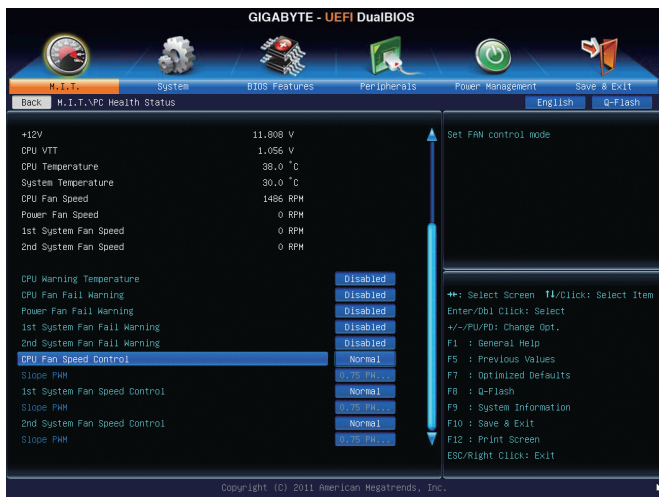 GIGABYTE - UEFI DualBIOS
M.I.T. System BIOS Features Peripherals Power Management Save & Exit
Back M.I.T.\PC Health Status English Q-Flash
+12V 11.808 V
CPU VTT 1.056 V
CPU Temperature 38.0 °C
System Temperature 30.0 °C
CPU Fan Speed 1486 RPM
Power Fan Speed 0 RPM
1st System Fan Speed 0 RPM
2nd System Fan Speed 0 RPM
CPU Warning Temperature Disabled
CPU Fan Fail Warning Disabled
Power Fan Fail Warning Disabled
1st System Fan Fail Warning Disabled
2nd System Fan Fail Warning Disabled
CPU Fan Speed Control Normal
Slope PWM 0.75 PW...
1st System Fan Speed Control Normal
Slope PWM 0.75 PW...
2nd System Fan Speed Control Normal
Slope PWM 0.75 PW...
Set FAN control mode
→←: Select Screen ↑↓/Click: Select Item
Enter/Dbl Click: Select
+/-/PU/PD: Change Opt.
F1 : General Help
F5 : Previous Values
F7 : Optimized Defaults
F8 : Q-Flash
F9 : System Information
F10 : Save & Exit
F12 : Print Screen
ESC/Right Click: Exit
Copyright (C) 2011 American Megatrends, Inc.